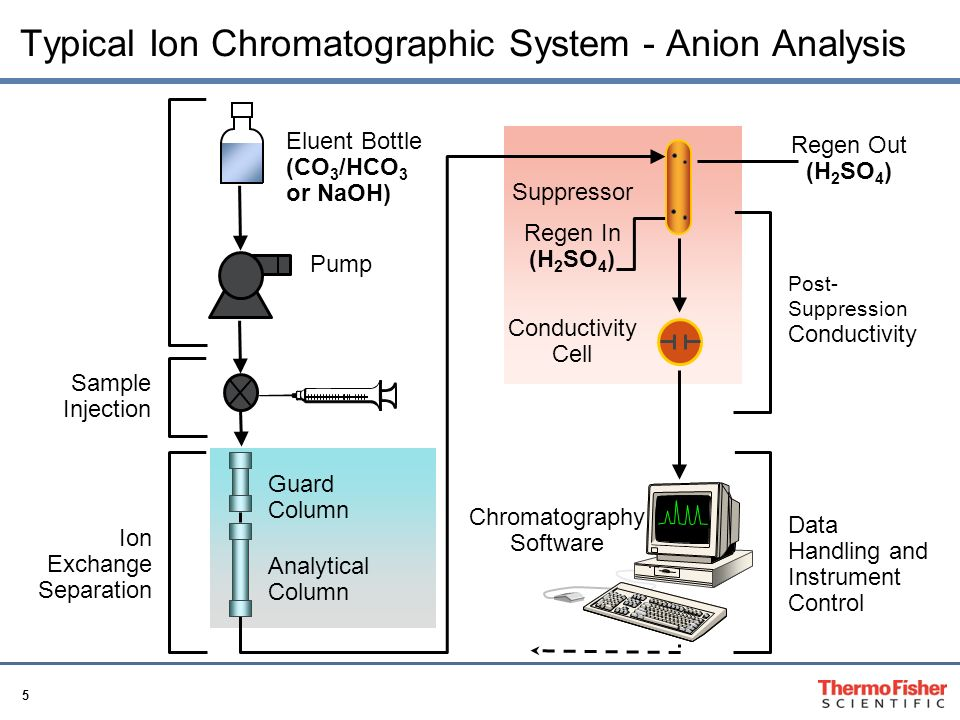 Typical Ion Chromatographic System - Anion Analysis
Eluent Bottle
(CO₃/HCO₃
or NaOH)
Pump
Sample
Injection
Guard
Column
Ion
Exchange
Separation
Analytical
Column
Suppressor
Regen In
(H₂SO₄)
Regen Out
(H₂SO₄)
Conductivity
Cell
Post-
Suppression
Conductivity
Chromatography
Software
Data
Handling and
Instrument
Control
5
ThermoFisher
SCIENTIFIC